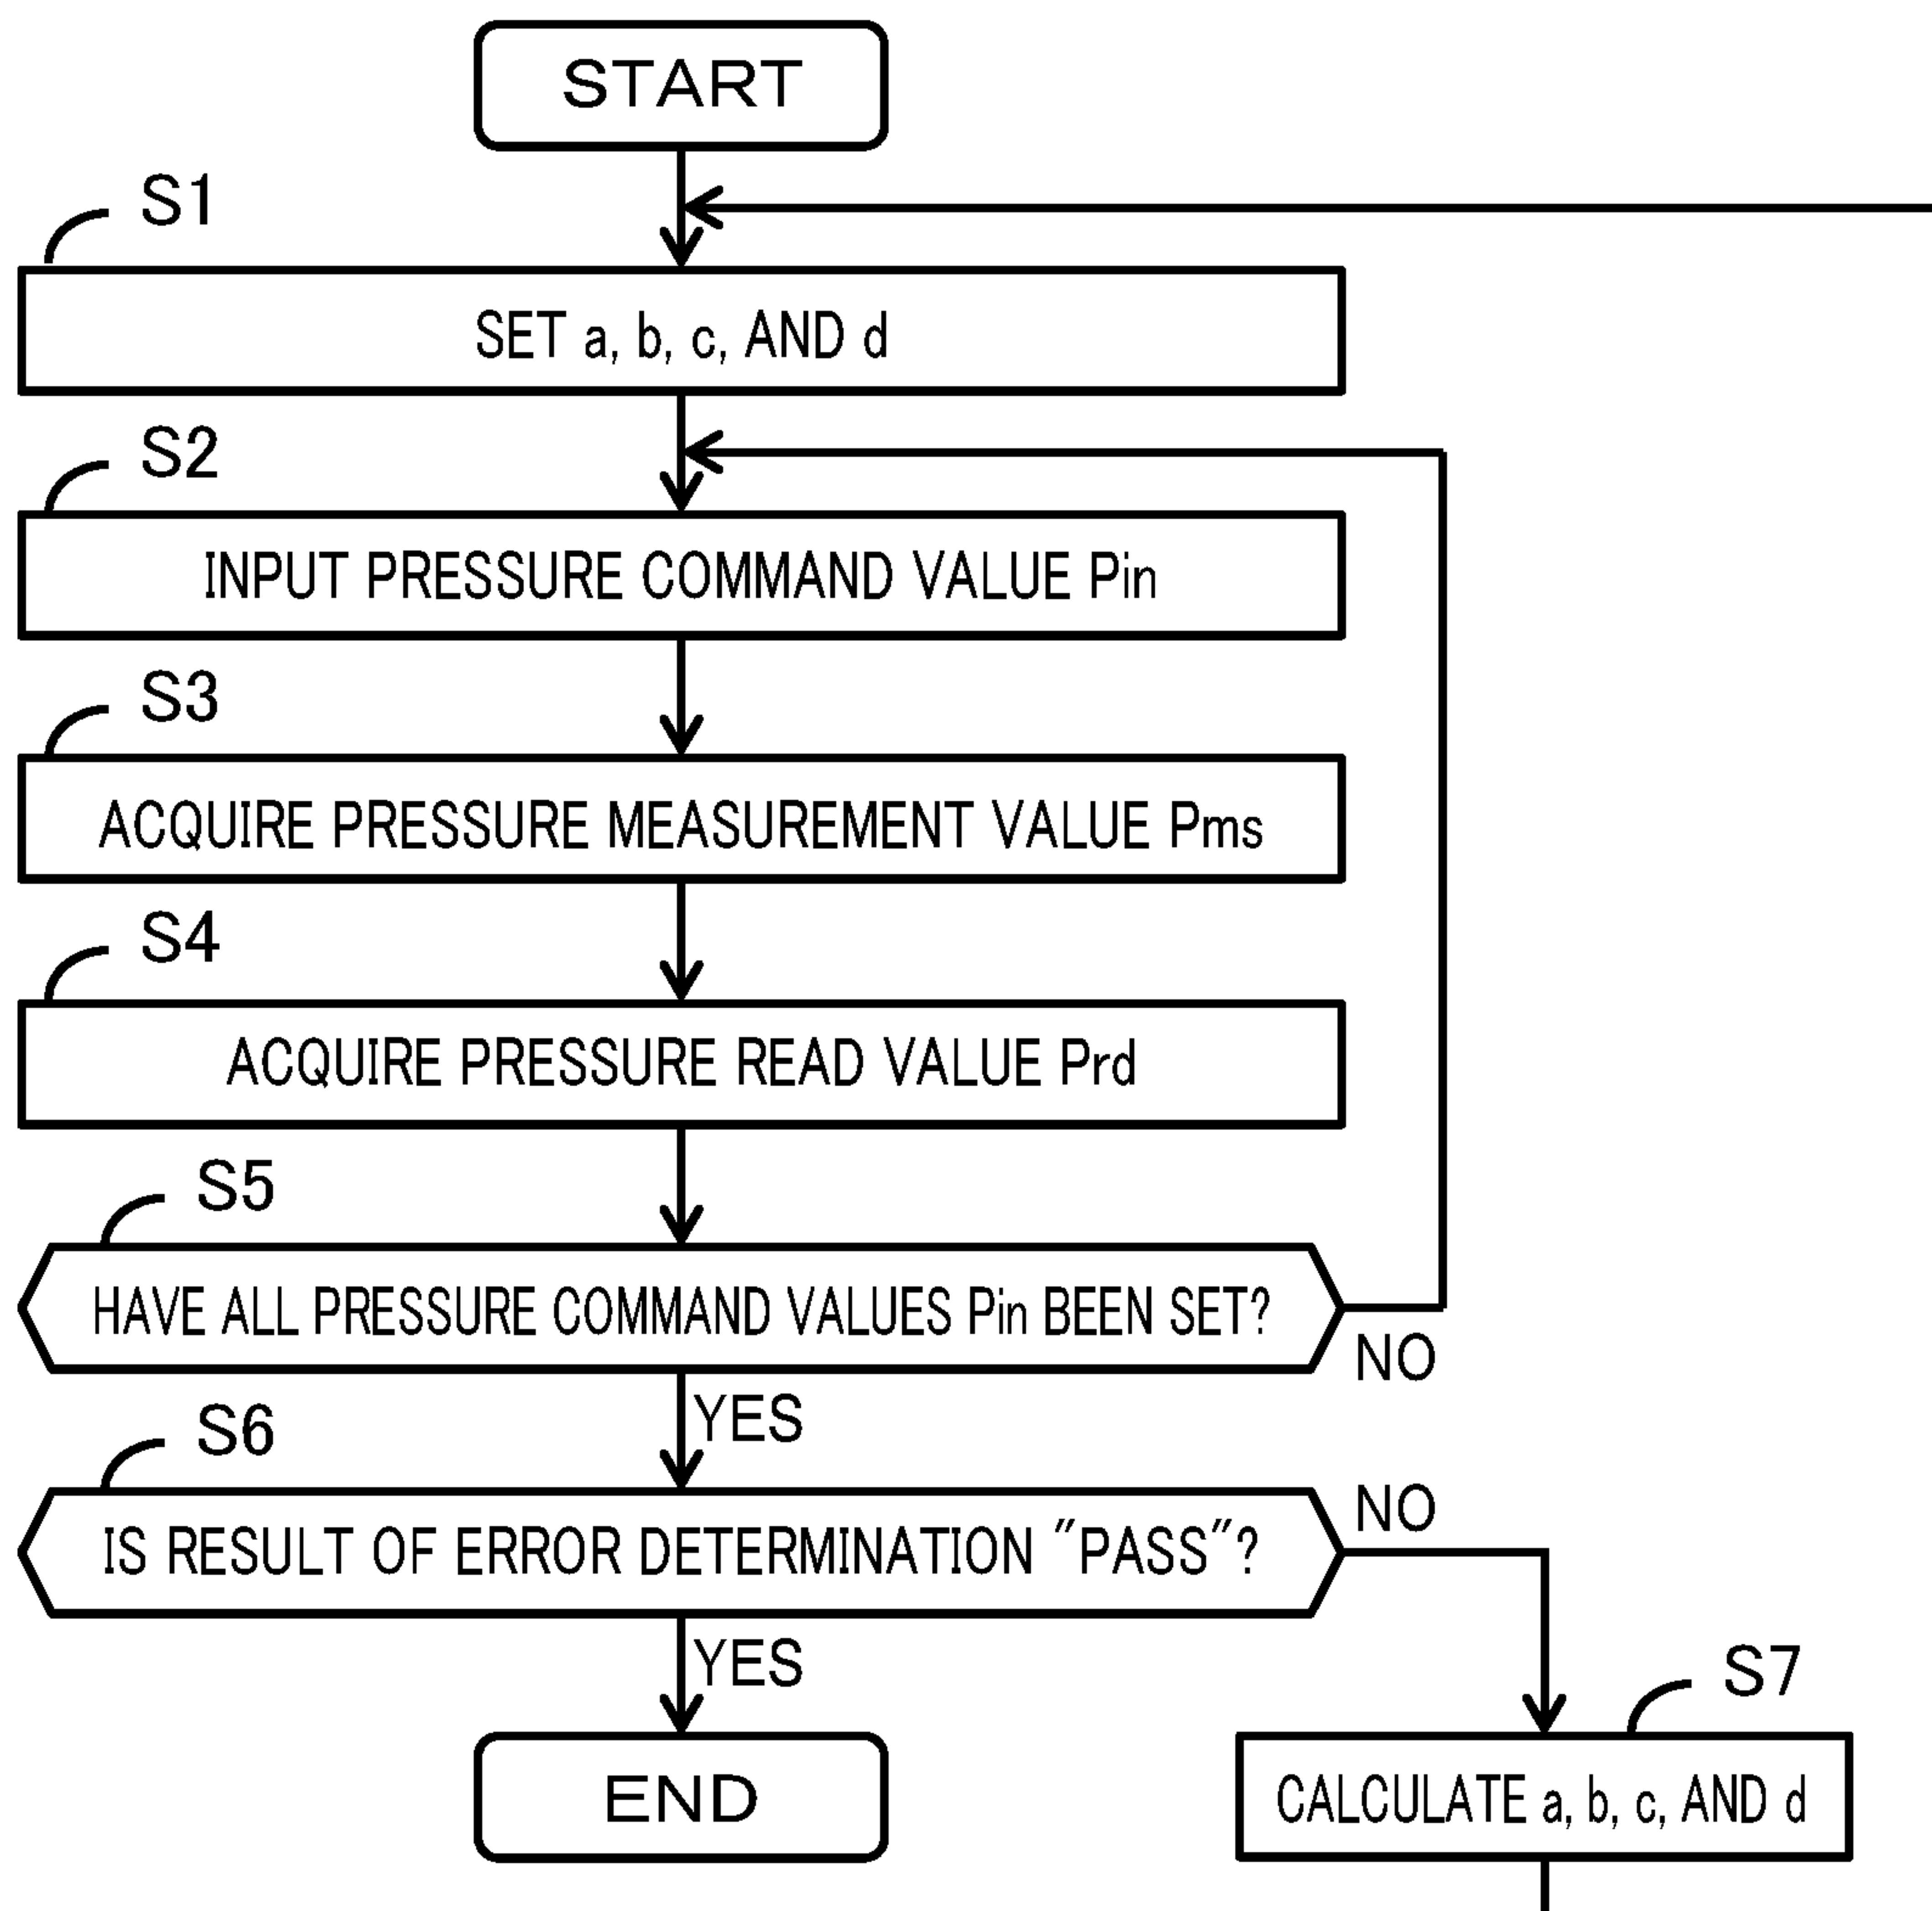 START
S1
SET a, b, c, AND d
S2
INPUT PRESSURE COMMAND VALUE Pin
S3
ACQUIRE PRESSURE MEASUREMENT VALUE Pms
S4
ACQUIRE PRESSURE READ VALUE Prd
S5
HAVE ALL PRESSURE COMMAND VALUES Pin BEEN SET?
NO
YES
S6
IS RESULT OF ERROR DETERMINATION "PASS"?
NO
YES
S7
END
CALCULATE a, b, c, AND d